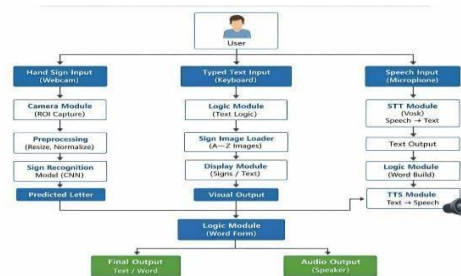 User
Hand Sign Input
(Webcam)
Typed Text Input
(Keyboard)
Speech Input
(Microphone)
Camera Module
(ROI Capture)
Logic Module
(Text Logic)
STT Module
(Vosk)
Speech → Text
Preprocessing
(Resize, Normalize)
Sign Image Loader
(A—Z Images)
Text Output
Sign Recognition
Model (CNN)
Display Module
(Signs / Text)
Logic Module
(Word Build)
Predicted Letter
Visual Output
TTS Module
Text → Speech
Logic Module
(Word Form)
Final Output
Text / Word
Audio Output
(Speaker)